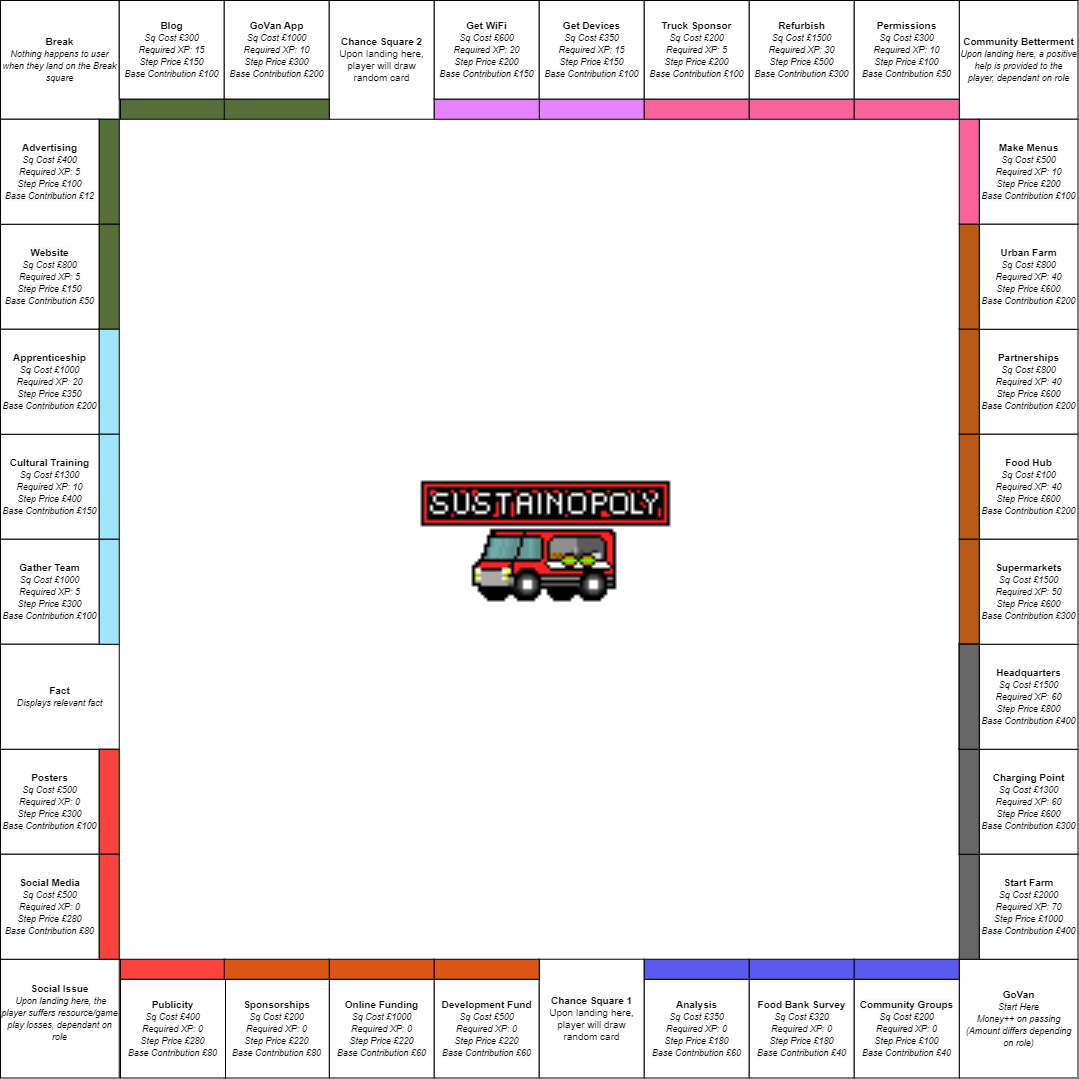 Break
Nothing happens to user
when they land on the Break
square
Blog
Sq Cost £300
Required XP: 15
Step Price £150
Base Contribution £100
GoVan App
Sq Cost £1000
Required XP: 10
Step Price £300
Base Contribution £200
Chance Square 2
Upon landing here,
player will draw
random card
Get WiFi
Sq Cost £600
Required XP: 20
Step Price £200
Base Contribution £150
Get Devices
Sq Cost £350
Required XP: 15
Step Price £150
Base Contribution £100
Truck Sponsor
Sq Cost £200
Required XP: 5
Step Price £200
Base Contribution £100
Refurbish
Sq Cost £1500
Required XP: 30
Step Price £500
Base Contribution £300
Permissions
Sq Cost £300
Required XP: 10
Step Price £100
Base Contribution £50
Community Betterment
Upon landing here, a positive
help is provided to the
player, dependant on role
Advertising
Sq Cost £400
Required XP: 5
Step Price £100
Base Contribution £12
Make Menus
Sq Cost £500
Required XP: 10
Step Price £200
Base Contribution £100
Website
Sq Cost £800
Required XP: 5
Step Price £150
Base Contribution £50
Urban Farm
Sq Cost £800
Required XP: 40
Step Price £600
Base Contribution £200
Apprenticeship
Sq Cost £1000
Required XP: 20
Step Price £350
Base Contribution £200
Partnerships
Sq Cost £800
Required XP: 40
Step Price £600
Base Contribution £200
Cultural Training
Sq Cost £1300
Required XP: 10
Step Price £400
Base Contribution £150
SUSTAINOPOLY
Food Hub
Sq Cost £100
Required XP: 40
Step Price £600
Base Contribution £200
Gather Team
Sq Cost £1000
Required XP: 5
Step Price £300
Base Contribution £100
Supermarkets
Sq Cost £1500
Required XP: 50
Step Price £600
Base Contribution £300
Fact
Displays relevant fact
Headquarters
Sq Cost £1500
Required XP: 60
Step Price £800
Base Contribution £400
Posters
Sq Cost £500
Required XP: 0
Step Price £300
Base Contribution £100
Charging Point
Sq Cost £1300
Required XP: 60
Step Price £600
Base Contribution £300
Social Media
Sq Cost £500
Required XP: 0
Step Price £280
Base Contribution £80
Start Farm
Sq Cost £2000
Required XP: 70
Step Price £1000
Base Contribution £400
Social Issue
Upon landing here, the
player suffers resource/game
play losses, dependant on
role
Publicity
Sq Cost £400
Required XP: 0
Step Price £280
Base Contribution £80
Sponsorships
Sq Cost £200
Required XP: 0
Step Price £220
Base Contribution £80
Online Funding
Sq Cost £1000
Required XP: 0
Step Price £220
Base Contribution £60
Development Fund
Sq Cost £500
Required XP: 0
Step Price £220
Base Contribution £60
Chance Square 1
Upon landing here,
player will draw
random card
Analysis
Sq Cost £350
Required XP: 0
Step Price £180
Base Contribution £60
Food Bank Survey
Sq Cost £320
Required XP: 0
Step Price £180
Base Contribution £40
Community Groups
Sq Cost £200
Required XP: 0
Step Price £100
Base Contribution £40
GoVan
Start Here
Money++ on passing
(Amount differs depending
on role)